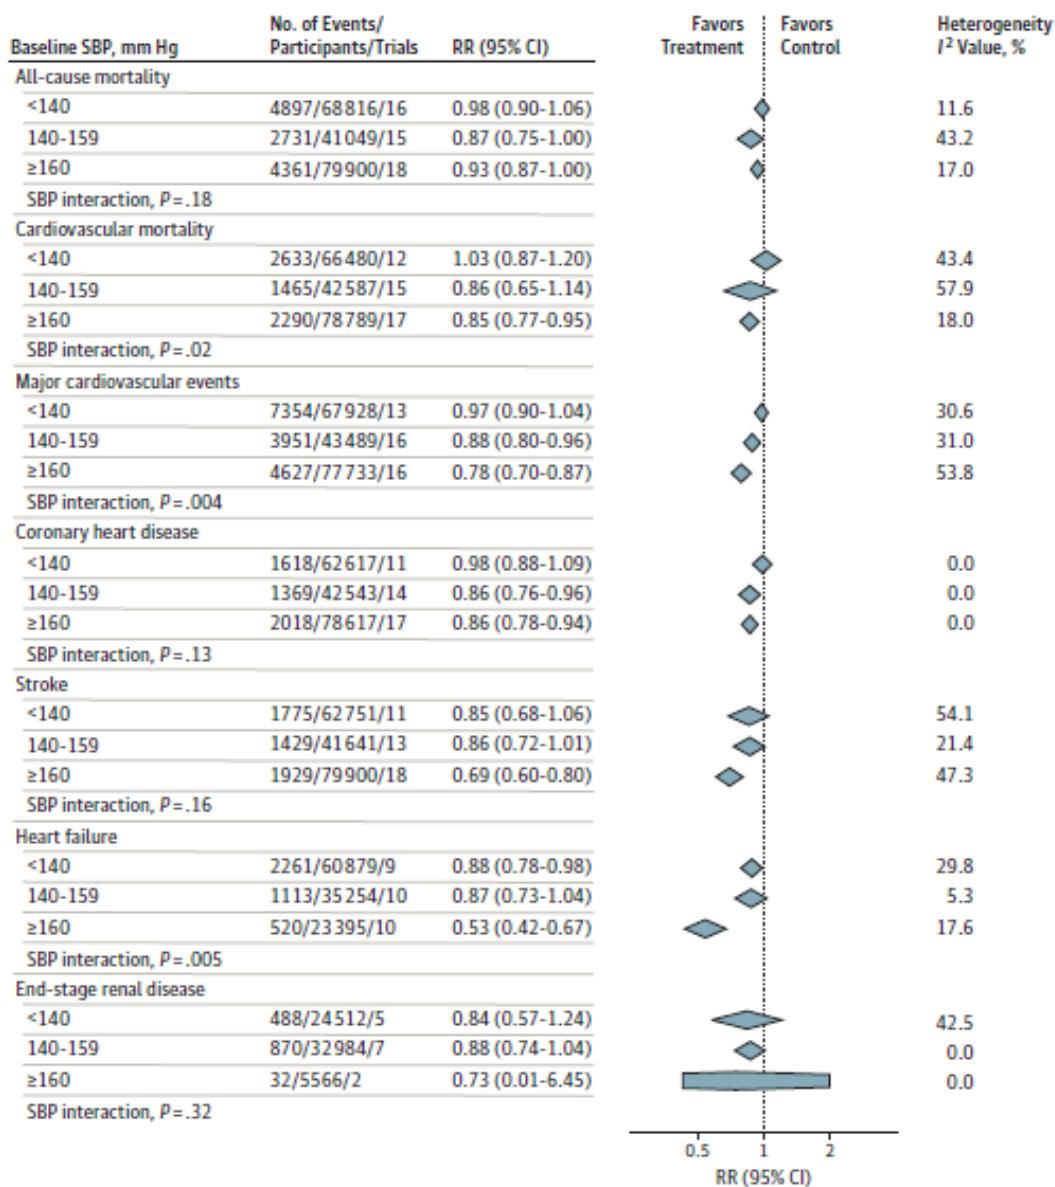 Baseline SBP, mm Hg No. of Events/ Participants/Trials RR (95% CI) Favors Treatment Favors Control Heterogeneity I² Value, %
All-cause mortality
<140 4897/68816/16 0.98 (0.90-1.06) 11.6
140-159 2731/41049/15 0.87 (0.75-1.00) 43.2
≥160 4361/79900/18 0.93 (0.87-1.00) 17.0
SBP interaction, P=.18
Cardiovascular mortality
<140 2633/66480/12 1.03 (0.87-1.20) 43.4
140-159 1465/42587/15 0.86 (0.65-1.14) 57.9
≥160 2290/78789/17 0.85 (0.77-0.95) 18.0
SBP interaction, P=.02
Major cardiovascular events
<140 7354/67928/13 0.97 (0.90-1.04) 30.6
140-159 3951/43489/16 0.88 (0.80-0.96) 31.0
≥160 4627/77733/16 0.78 (0.70-0.87) 53.8
SBP interaction, P=.004
Coronary heart disease
<140 1618/62617/11 0.98 (0.88-1.09) 0.0
140-159 1369/42543/14 0.86 (0.76-0.96) 0.0
≥160 2018/78617/17 0.86 (0.78-0.94) 0.0
SBP interaction, P=.13
Stroke
<140 1775/62751/11 0.85 (0.68-1.06) 54.1
140-159 1429/41641/13 0.86 (0.72-1.01) 21.4
≥160 1929/79900/18 0.69 (0.60-0.80) 47.3
SBP interaction, P=.16
Heart failure
<140 2261/60879/9 0.88 (0.78-0.98) 29.8
140-159 1113/35254/10 0.87 (0.73-1.04) 5.3
≥160 520/23395/10 0.53 (0.42-0.67) 17.6
SBP interaction, P=.005
End-stage renal disease
<140 488/24512/5 0.84 (0.57-1.24) 42.5
140-159 870/32984/7 0.88 (0.74-1.04) 0.0
≥160 32/5566/2 0.73 (0.01-6.45) 0.0
SBP interaction, P=.32
0.5 1 2
RR (95% CI)